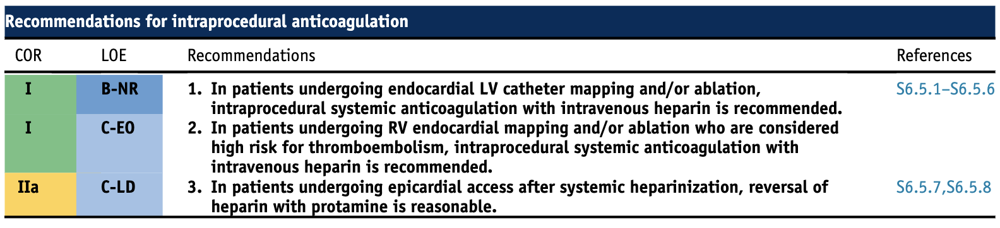 Recommendations for intraprocedural anticoagulation
COR LOE Recommendations References
I B-NR 1. In patients undergoing endocardial LV catheter mapping and/or ablation, S6.5.1–S6.5.6
intraprocedural systemic anticoagulation with intravenous heparin is recommended.
I C-EO 2. In patients undergoing RV endocardial mapping and/or ablation who are considered
high risk for thromboembolism, intraprocedural systemic anticoagulation with
intravenous heparin is recommended.
IIa C-LD 3. In patients undergoing epicardial access after systemic heparinization, reversal of S6.5.7,S6.5.8
heparin with protamine is reasonable.